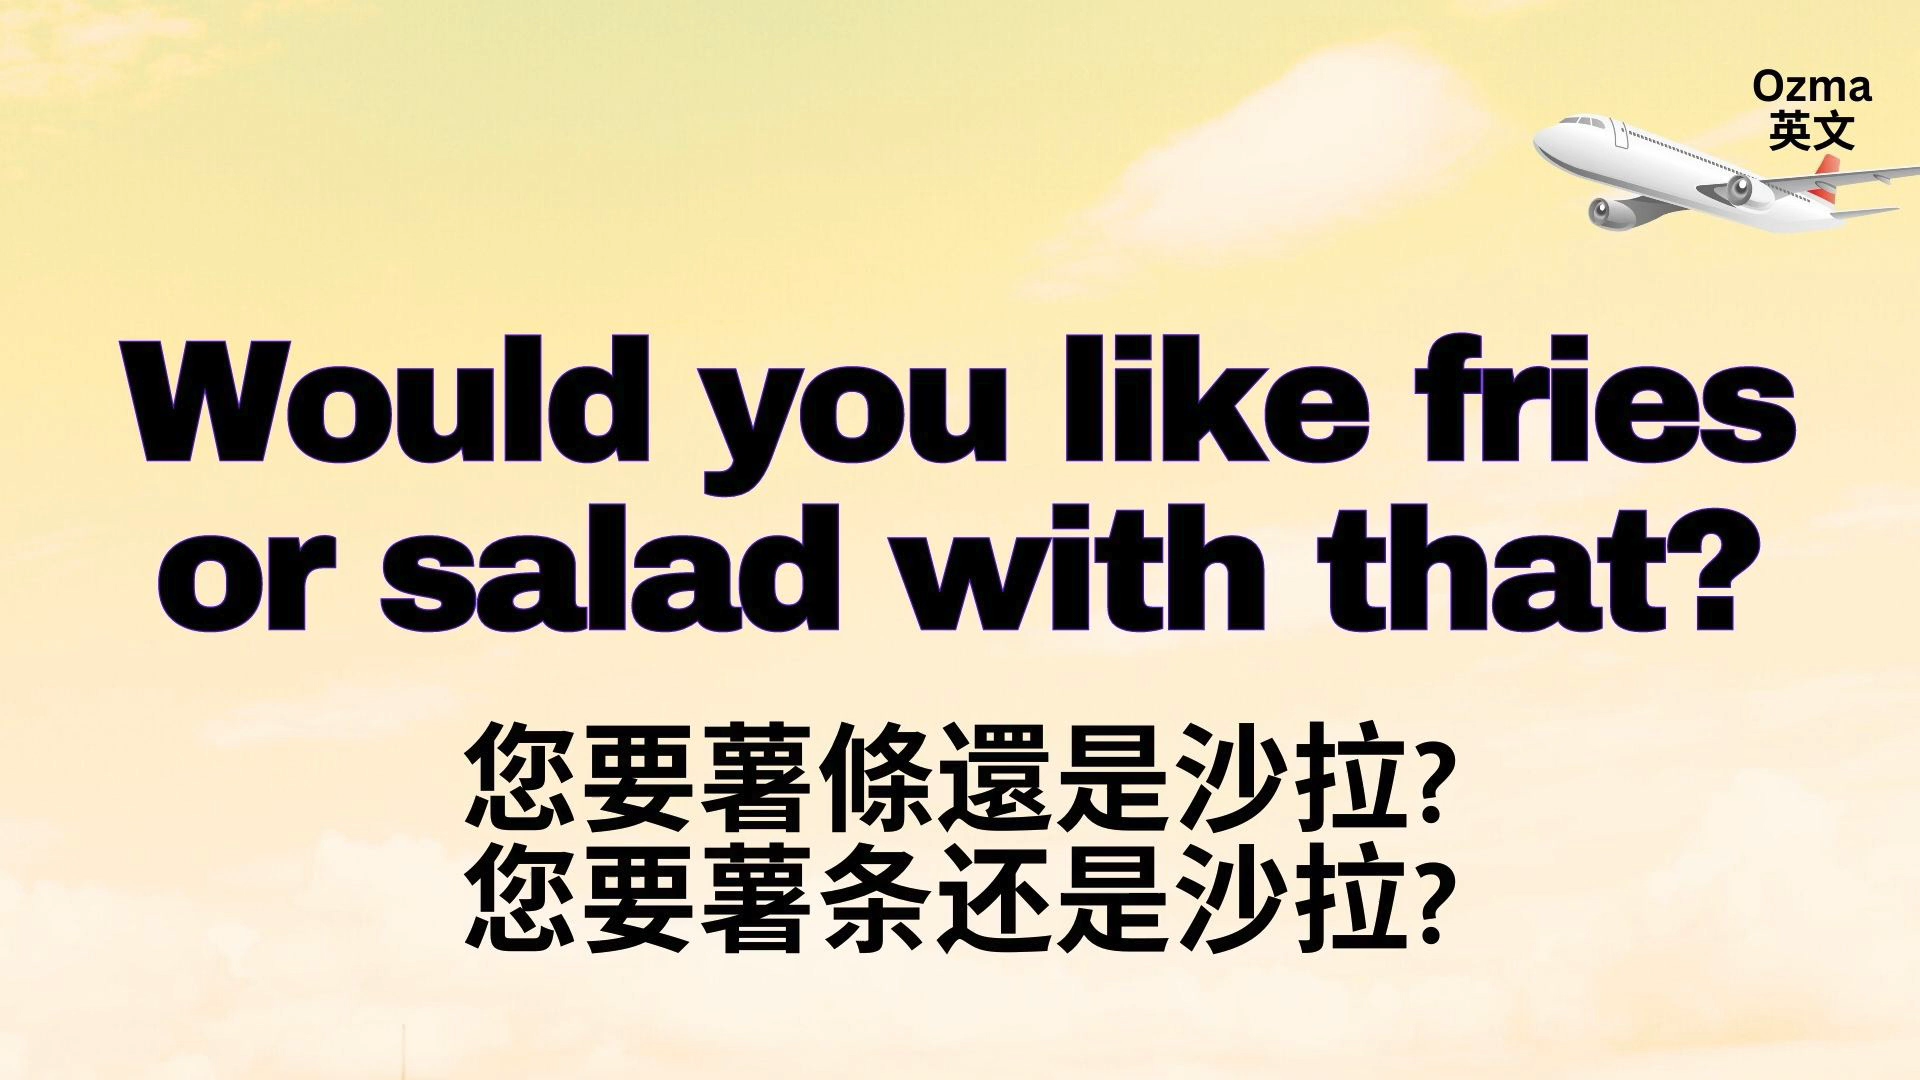 Ozma
英文
Would you like fries
or salad with that?
您要薯條還是沙拉?
您要薯条还是沙拉?